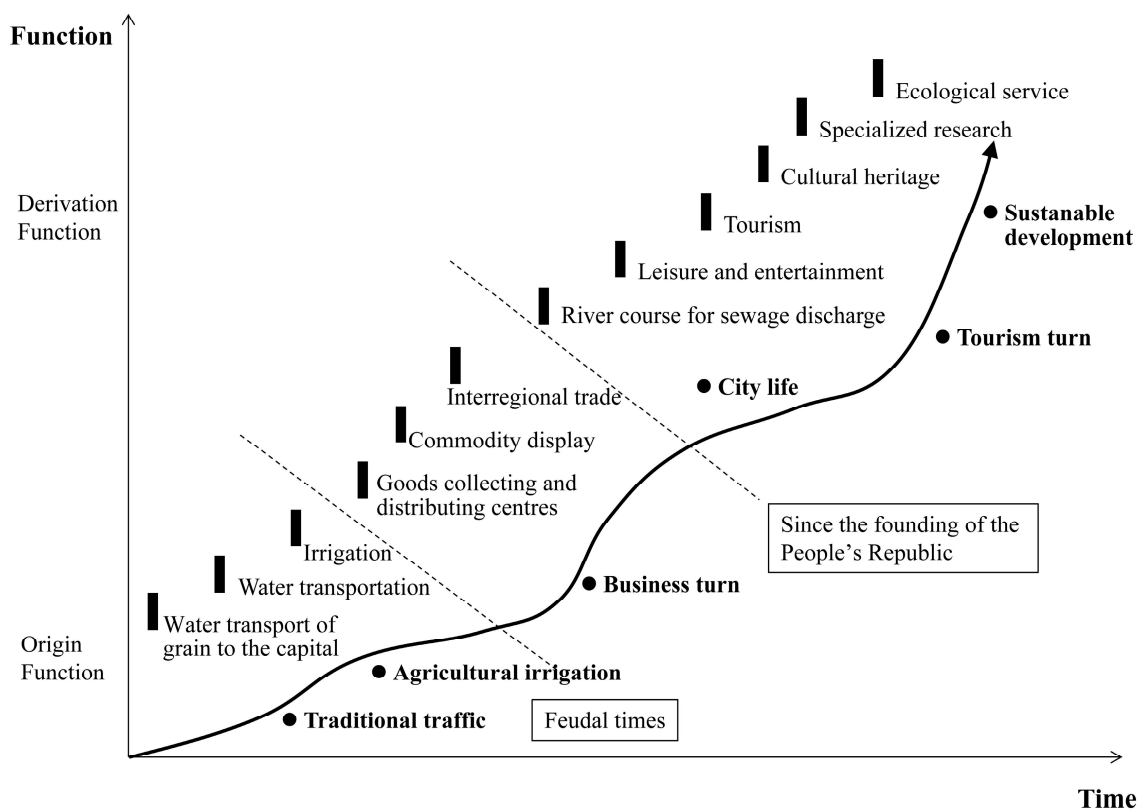 Function
Ecological service
Specialized research
Cultural heritage
Derivation
Function
Tourism
Sustanable
development
Leisure and entertainment
River course for sewage discharge
Tourism turn
City life
Interregional trade
Commodity display
Goods collecting and
distributing centres
Since the founding of the
People's Republic
Irrigation
Water transportation
Business turn
Water transport of
grain to the capital
Origin
Function
Agricultural irrigation
Traditional traffic
Feudal times
Time